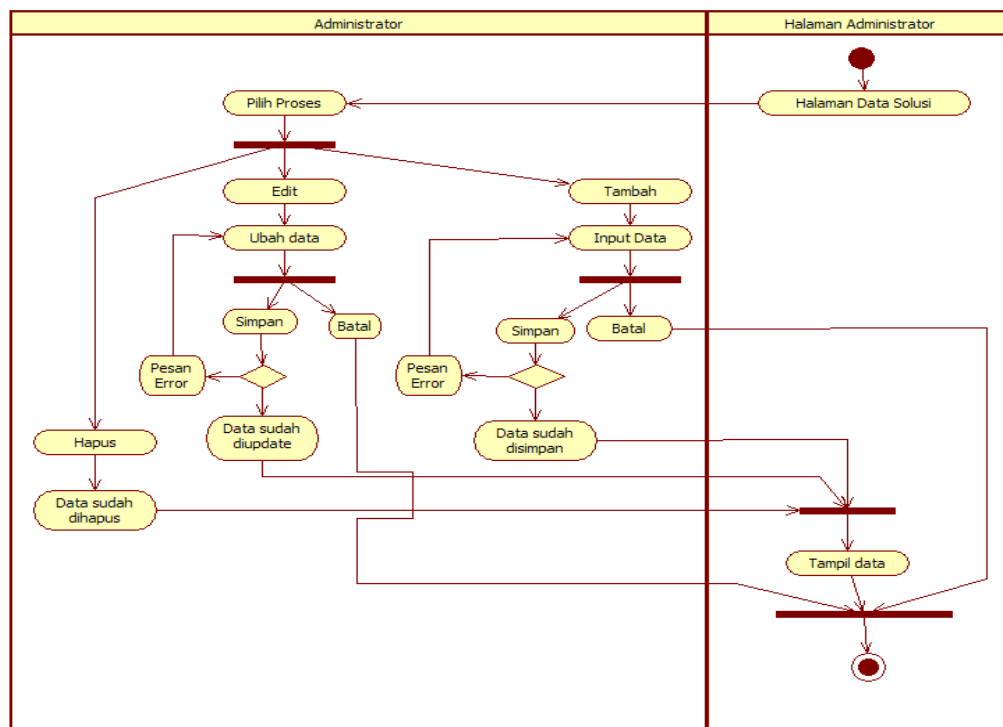 Administrator
Halaman Administrator
Pilih Proses
Halaman Data Solusi
Edit
Tambah
Ubah data
Input Data
Simpan
Batal
Simpan
Batal
Pesan
Error
Pesan
Error
Data sudah
diupdate
Data sudah
disimpan
Hapus
Data sudah
dihapus
Tampil data